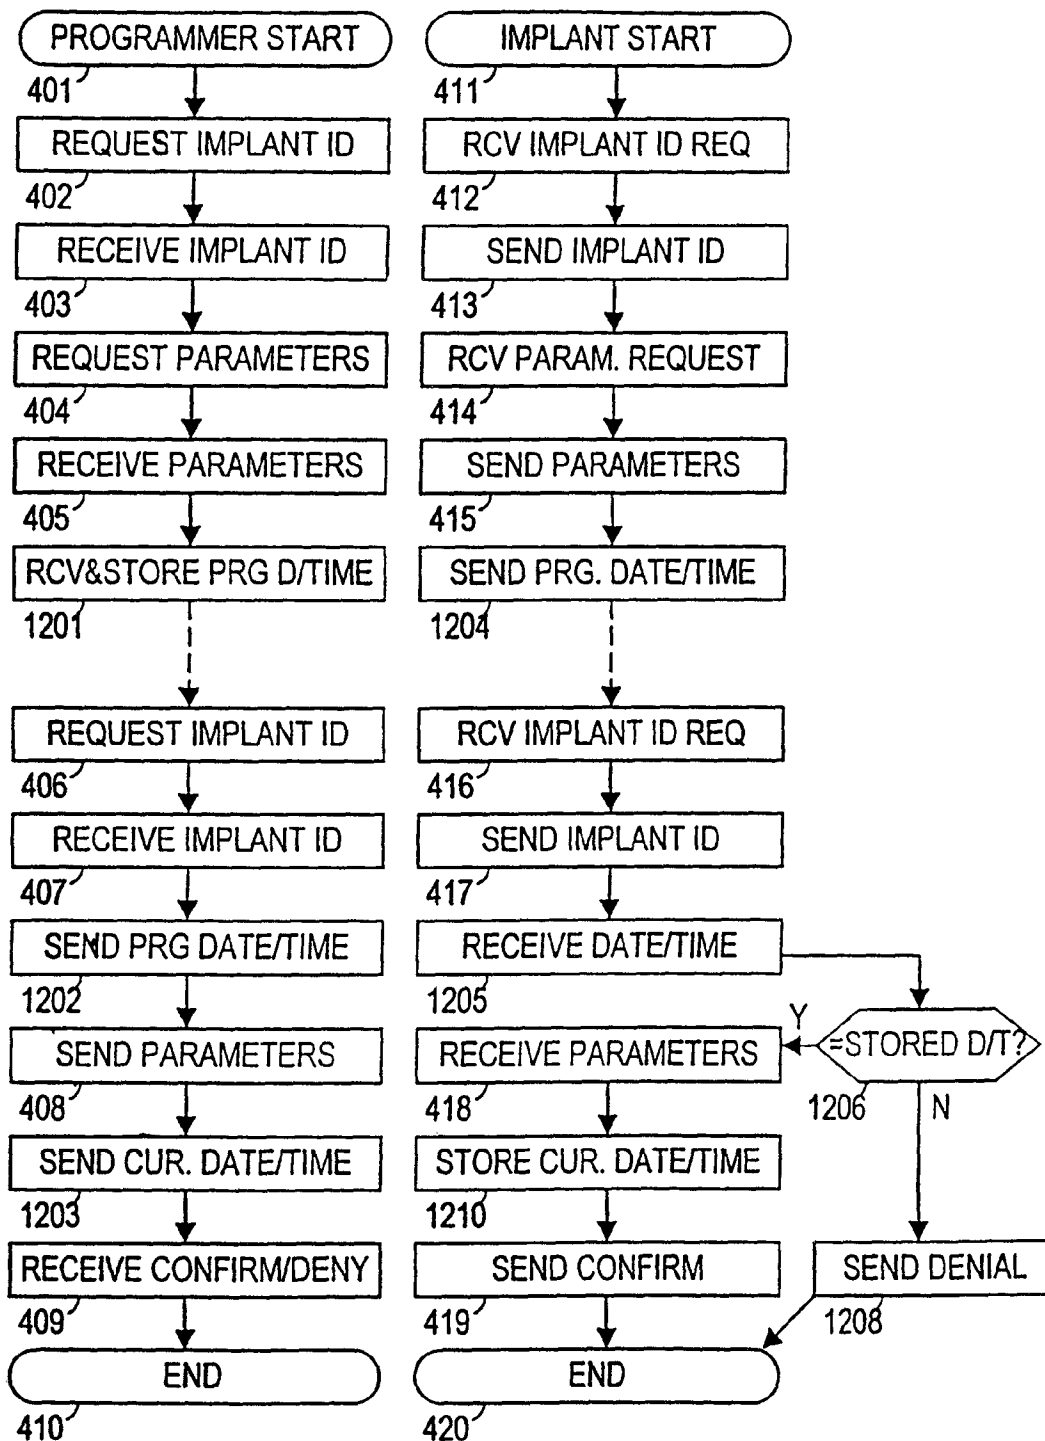 PROGRAMMER START
IMPLANT START
401
411
REQUEST IMPLANT ID
RCV IMPLANT ID REQ
402
412
RECEIVE IMPLANT ID
SEND IMPLANT ID
403
413
REQUEST PARAMETERS
RCV PARAM. REQUEST
404
414
RECEIVE PARAMETERS
SEND PARAMETERS
405
415
RCV&STORE PRG D/TIME
SEND PRG. DATE/TIME
1201
1204
REQUEST IMPLANT ID
RCV IMPLANT ID REQ
406
416
RECEIVE IMPLANT ID
SEND IMPLANT ID
407
417
SEND PRG DATE/TIME
RECEIVE DATE/TIME
1202
1205
Y
SEND PARAMETERS
RECEIVE PARAMETERS
=STORED D/T?
408
418
1206
N
SEND CUR. DATE/TIME
STORE CUR. DATE/TIME
1203
1210
RECEIVE CONFIRM/DENY
SEND CONFIRM
SEND DENIAL
409
419
1208
END
END
410
420